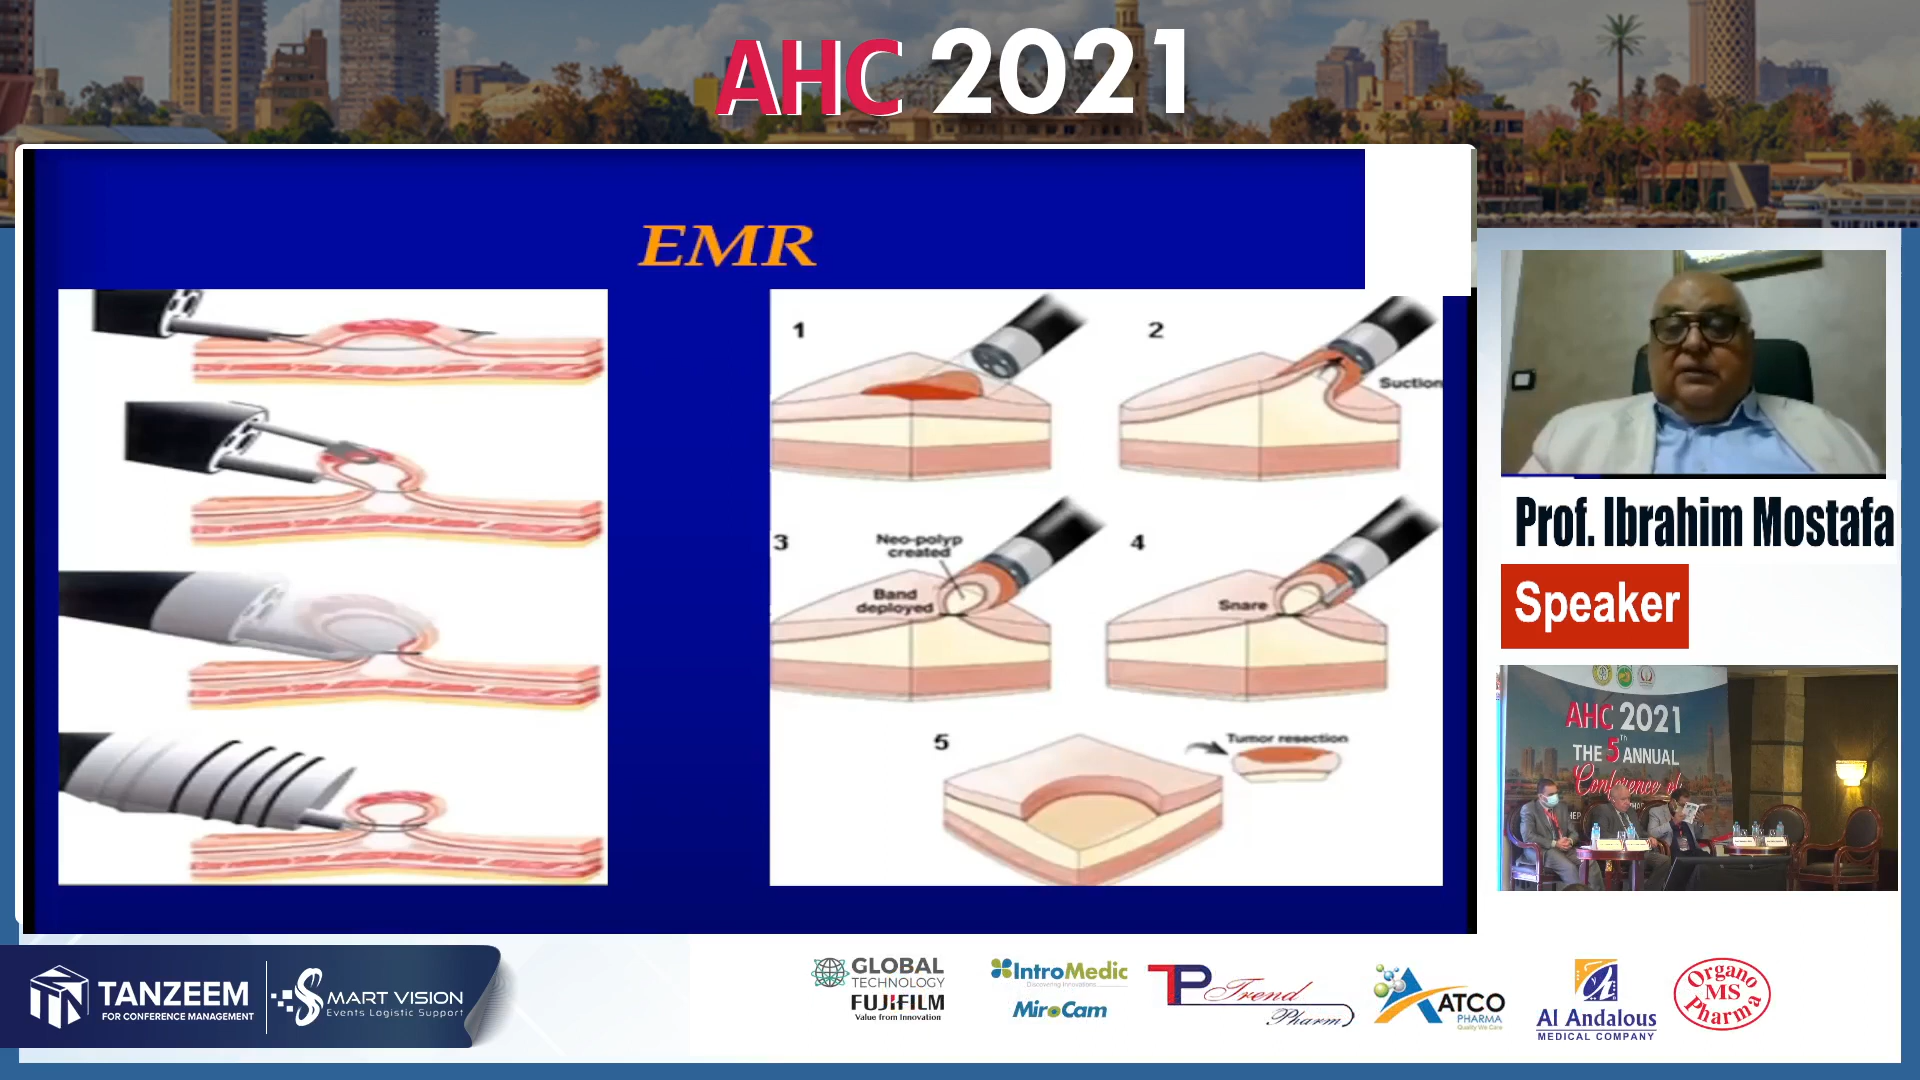 AHC 2021
EMR
1
2
Suction
3
Neo-polyp
created
Band
deployed
4
Snare
5
Tumor resection
Prof. Ibrahim Mostafa
Speaker
AHC 2021
THE 5TH ANNUAL
Conference of
TANZEEM
FOR CONFERENCE MANAGEMENT
SMART VISION
Events Logistic Support
GLOBAL
TECHNOLOGY
FUJIFILM
Value from Innovation
IntroMedic
Discovering Innovations
MiroCam
TP Trend
Pharm
ATCO
PHARMA
Quality We Care
Al Andalous
MEDICAL COMPANY
Organo
MS
Pharma